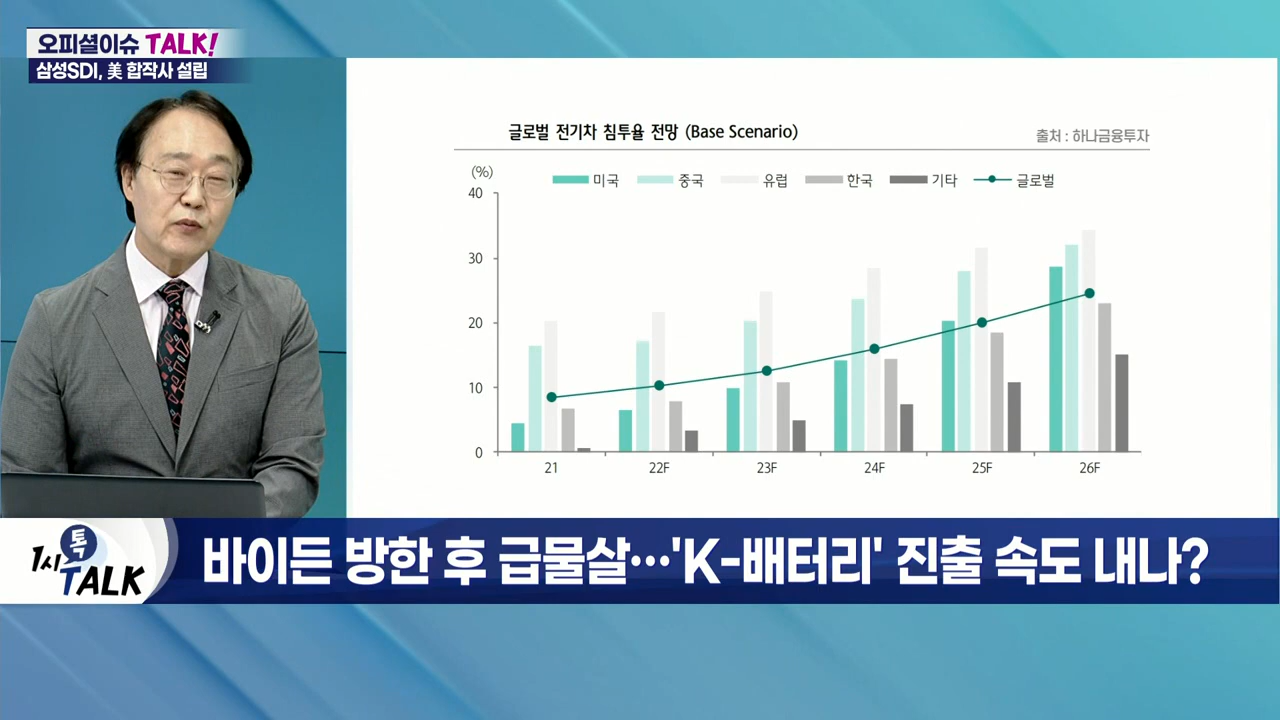 오피셜이슈 TALK!
삼성SDI, 美 합작사 설립
글로벌 전기차 침투율 전망 (Base Scenario)
출처 : 하나금융투자
(%)
미국 중국 유럽 한국 기타 글로벌
40
30
20
10
0
21 22F 23F 24F 25F 26F
1시톡 TALK
바이든 방한 후 급물살…'K-배터리' 진출 속도 내나?